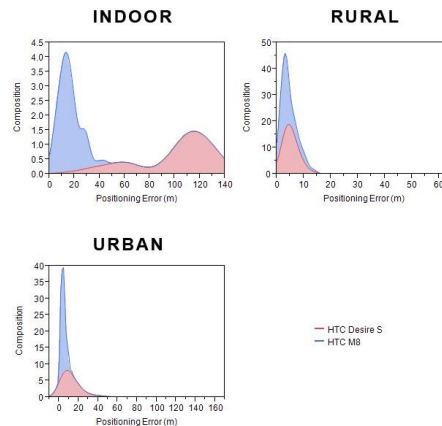 INDOOR
4.5
4.0
3.5
3.0
2.5
2.0
1.5
1.0
0.5
0.0
Composition
0 20 40 60 80 100 120 140
Positioning Error (m)
RURAL
50
40
30
20
10
0
Composition
0 10 20 30 40 50 60
Positioning Error (m)
URBAN
40
35
30
25
20
15
10
5
0
Composition
0 20 40 60 80 100 120 140 160
Positioning Error (m)
HTC Desire S
HTC M8